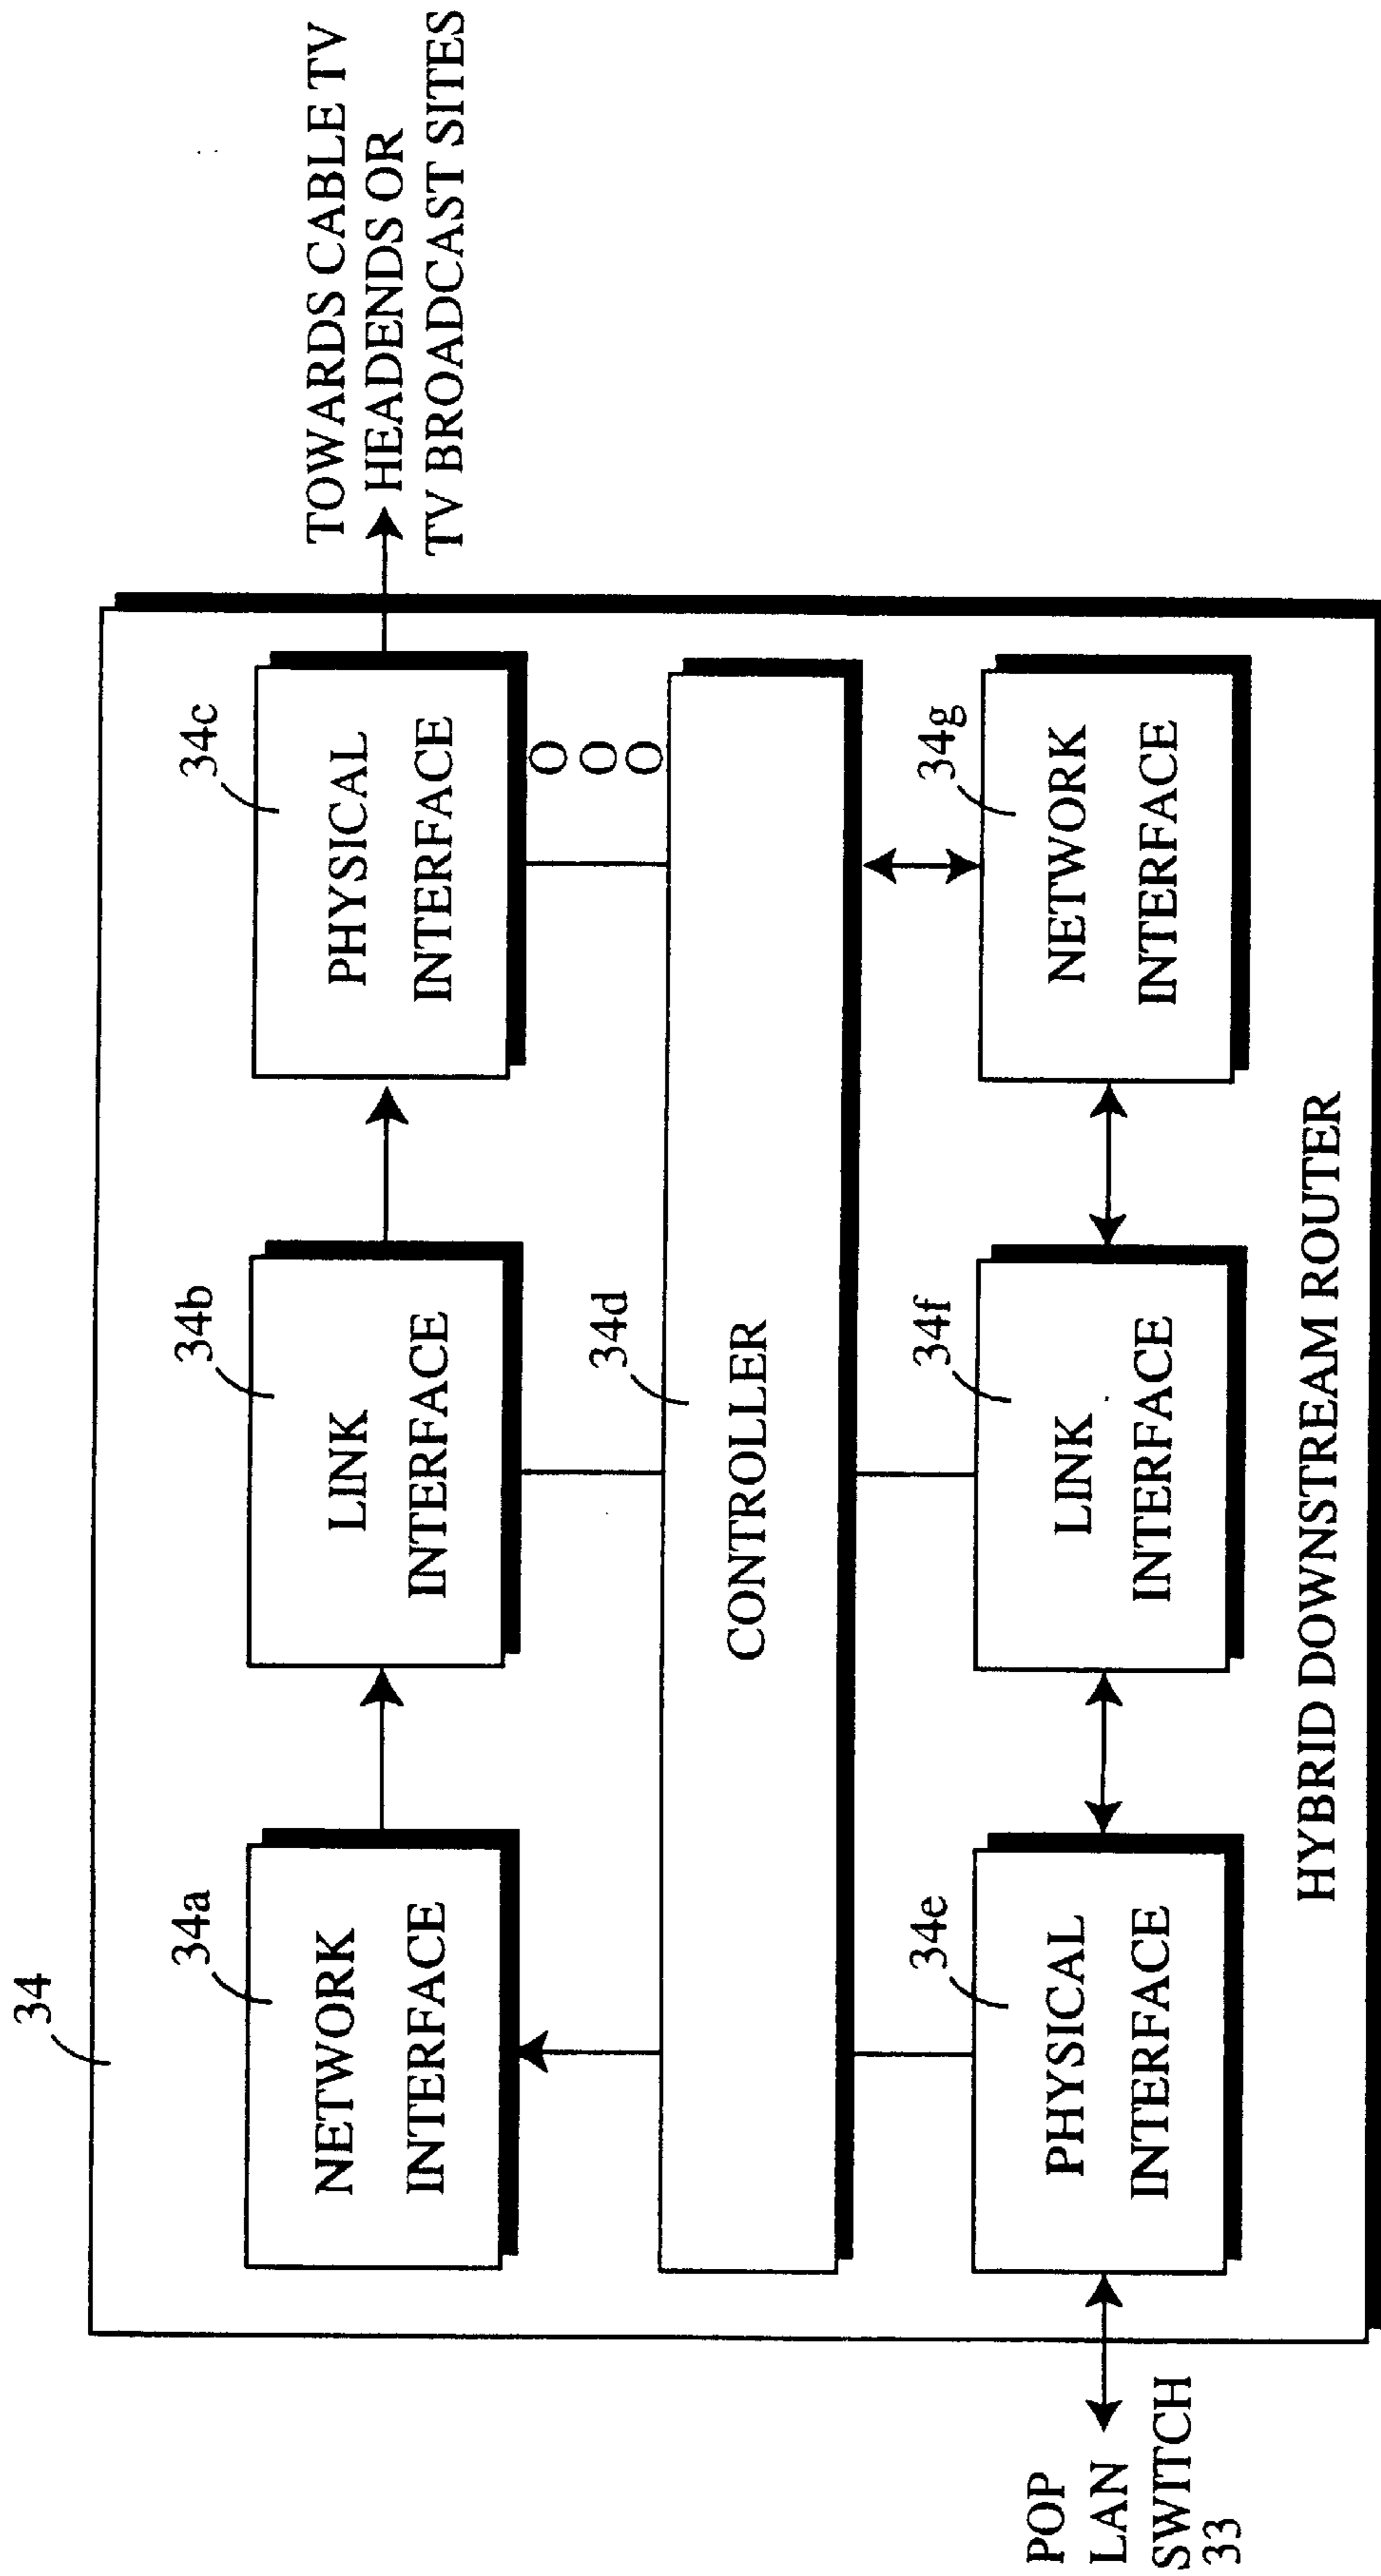 34
TOWARDS CABLE TV
HEADENDS OR
TV BROADCAST SITES
34a
NETWORK
INTERFACE
34b
LINK
INTERFACE
34c
PHYSICAL
INTERFACE
34d
CONTROLLER
34e
PHYSICAL
INTERFACE
34f
LINK
INTERFACE
34g
NETWORK
INTERFACE
POP
LAN
SWITCH
33
HYBRID DOWNSTREAM ROUTER